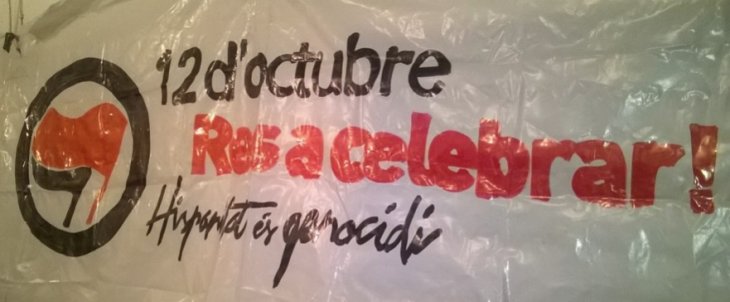 12 d'octubre
Res a celebrar!
Hispanitat és genocidi